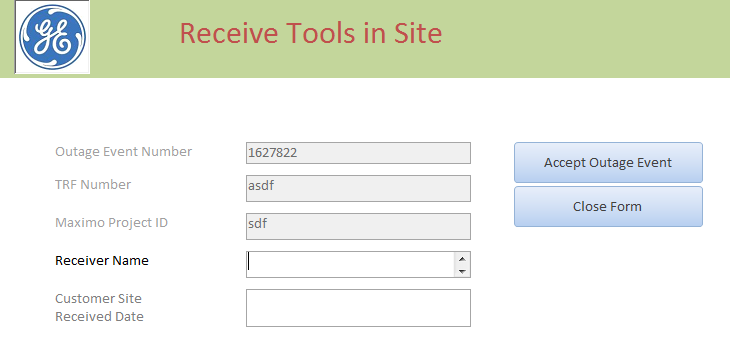 GE
Receive Tools in Site
Outage Event Number
1627822
Accept Outage Event
TRF Number
asdf
Close Form
Maximo Project ID
sdf
Receiver Name
Customer Site
Received Date